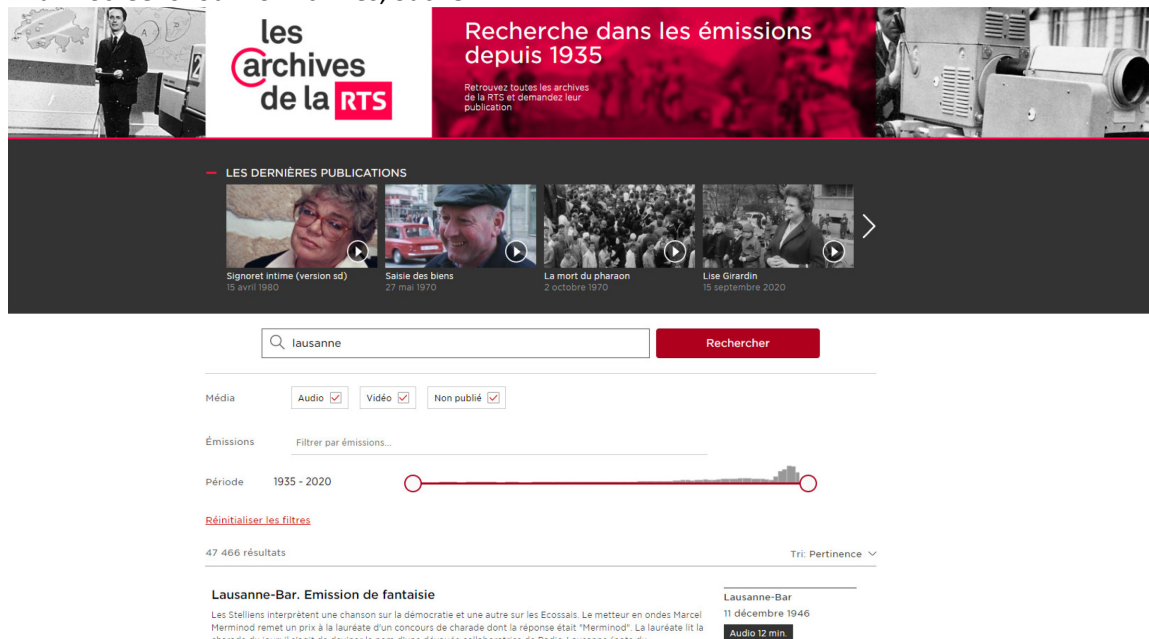 les
archives
de la RTS
Recherche dans les émissions
depuis 1935
Retrouvez toutes les archives
de la RTS et demandez leur
publication
LES DERNIÈRES PUBLICATIONS
Signoret intime (version sd)
15 avril 1980
Saisie des biens
27 mai 1970
La mort du pharaon
2 octobre 1970
Lise Girardin
15 septembre 2020
lausanne
Rechercher
Média
Audio
Vidéo
Non publié
Émissions
Filtrer par émissions...
Période
1935 - 2020
Réinitialiser les filtres
47 466 résultats
Tri: Pertinence
Lausanne-Bar. Emission de fantaisie
Les Stelliens interprètent une chanson sur la démocratie et une autre sur les Ecossais. Le metteur en ondes Marcel
Merminod remet un prix à la lauréate d'un concours de charade dont la réponse était "Merminod". La lauréate lit la
Lausanne-Bar
11 décembre 1946
Audio 12 min.